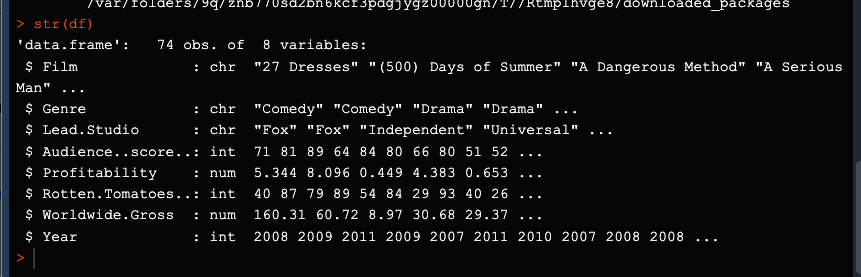 /var/folders/9q/znb770sd2bn6kcf3pdgjygz00000gn/T//Rtmplhvge8/downloaded_packages
> str(df)
'data.frame':   74 obs. of  8 variables:
 $ Film             : chr  "27 Dresses" "(500) Days of Summer" "A Dangerous Method" "A Serious
Man" ...
 $ Genre            : chr  "Comedy" "Comedy" "Drama" "Drama" ...
 $ Lead.Studio      : chr  "Fox" "Fox" "Independent" "Universal" ...
 $ Audience..score..: int  71 81 89 64 84 80 66 80 51 52 ...
 $ Profitability    : num  5.344 8.096 0.449 4.383 0.653 ...
 $ Rotten.Tomatoes..: int  40 87 79 89 54 84 29 93 40 26 ...
 $ Worldwide.Gross  : num  160.31 60.72 8.97 30.68 29.37 ...
 $ Year             : int  2008 2009 2011 2009 2007 2011 2010 2007 2008 2008 ...
>